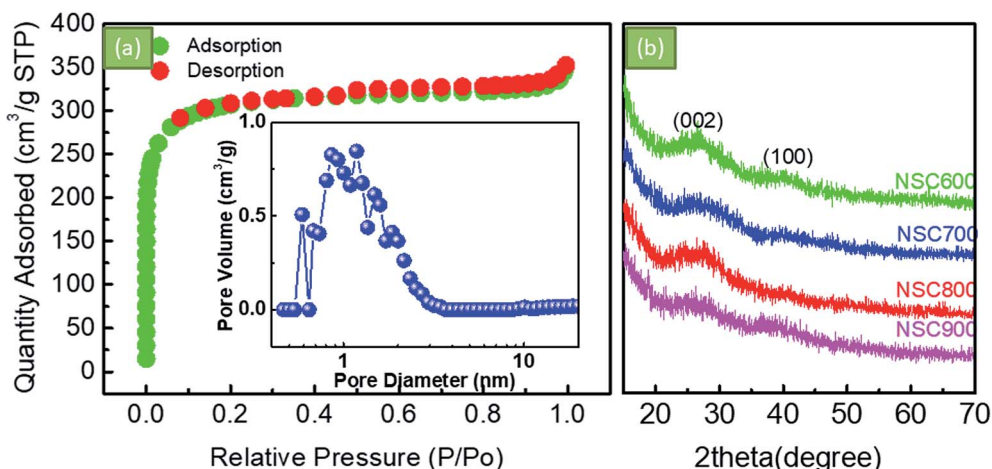 (a)
Adsorption
Desorption
400
350
300
250
200
150
100
50
0
Quantity Adsorbed (cm³/g STP)
0.0 0.2 0.4 0.6 0.8 1.0
Relative Pressure (P/Po)
1.0
0.5
0.0
Pore Volume (cm³/g)
1 10
Pore Diameter (nm)
(b)
(002)
(100)
NSC600
NSC700
NSC800
NSC900
20 30 40 50 60 70
2theta(degree)